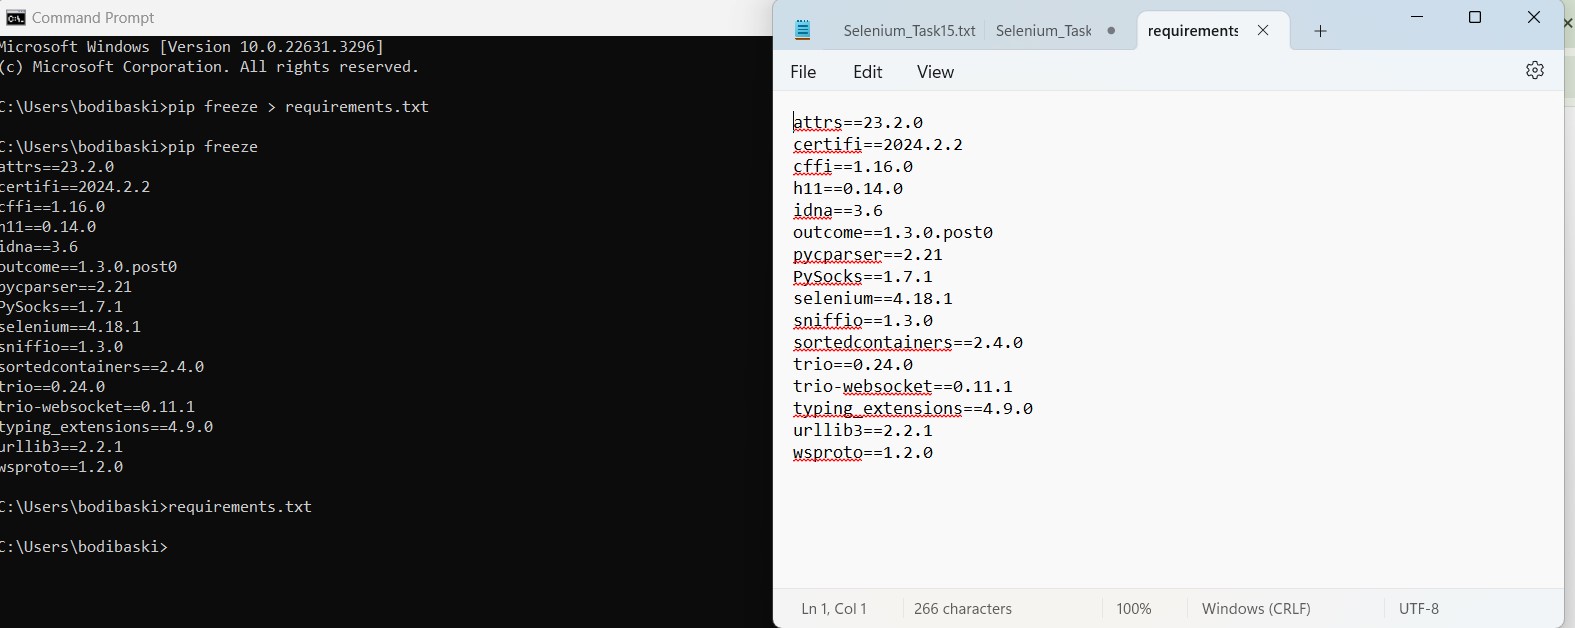 Command Prompt
Microsoft Windows [Version 10.0.22631.3296]
(c) Microsoft Corporation. All rights reserved.
C:\Users\bodibaski>pip freeze > requirements.txt
C:\Users\bodibaski>pip freeze
attrs==23.2.0
certifi==2024.2.2
cffi==1.16.0
h11==0.14.0
idna==3.6
outcome==1.3.0.post0
pycparser==2.21
PySocks==1.7.1
selenium==4.18.1
sniffio==1.3.0
sortedcontainers==2.4.0
trio==0.24.0
trio-websocket==0.11.1
typing_extensions==4.9.0
urllib3==2.2.1
wsproto==1.2.0
C:\Users\bodibaski>requirements.txt
C:\Users\bodibaski>
Selenium_Task15.txt Selenium_Task requirements
File Edit View
attrs==23.2.0
certifi==2024.2.2
cffi==1.16.0
h11==0.14.0
idna==3.6
outcome==1.3.0.post0
pycparser==2.21
PySocks==1.7.1
selenium==4.18.1
sniffio==1.3.0
sortedcontainers==2.4.0
trio==0.24.0
trio-websocket==0.11.1
typing_extensions==4.9.0
urllib3==2.2.1
wsproto==1.2.0
Ln 1, Col 1 266 characters 100% Windows (CRLF) UTF-8